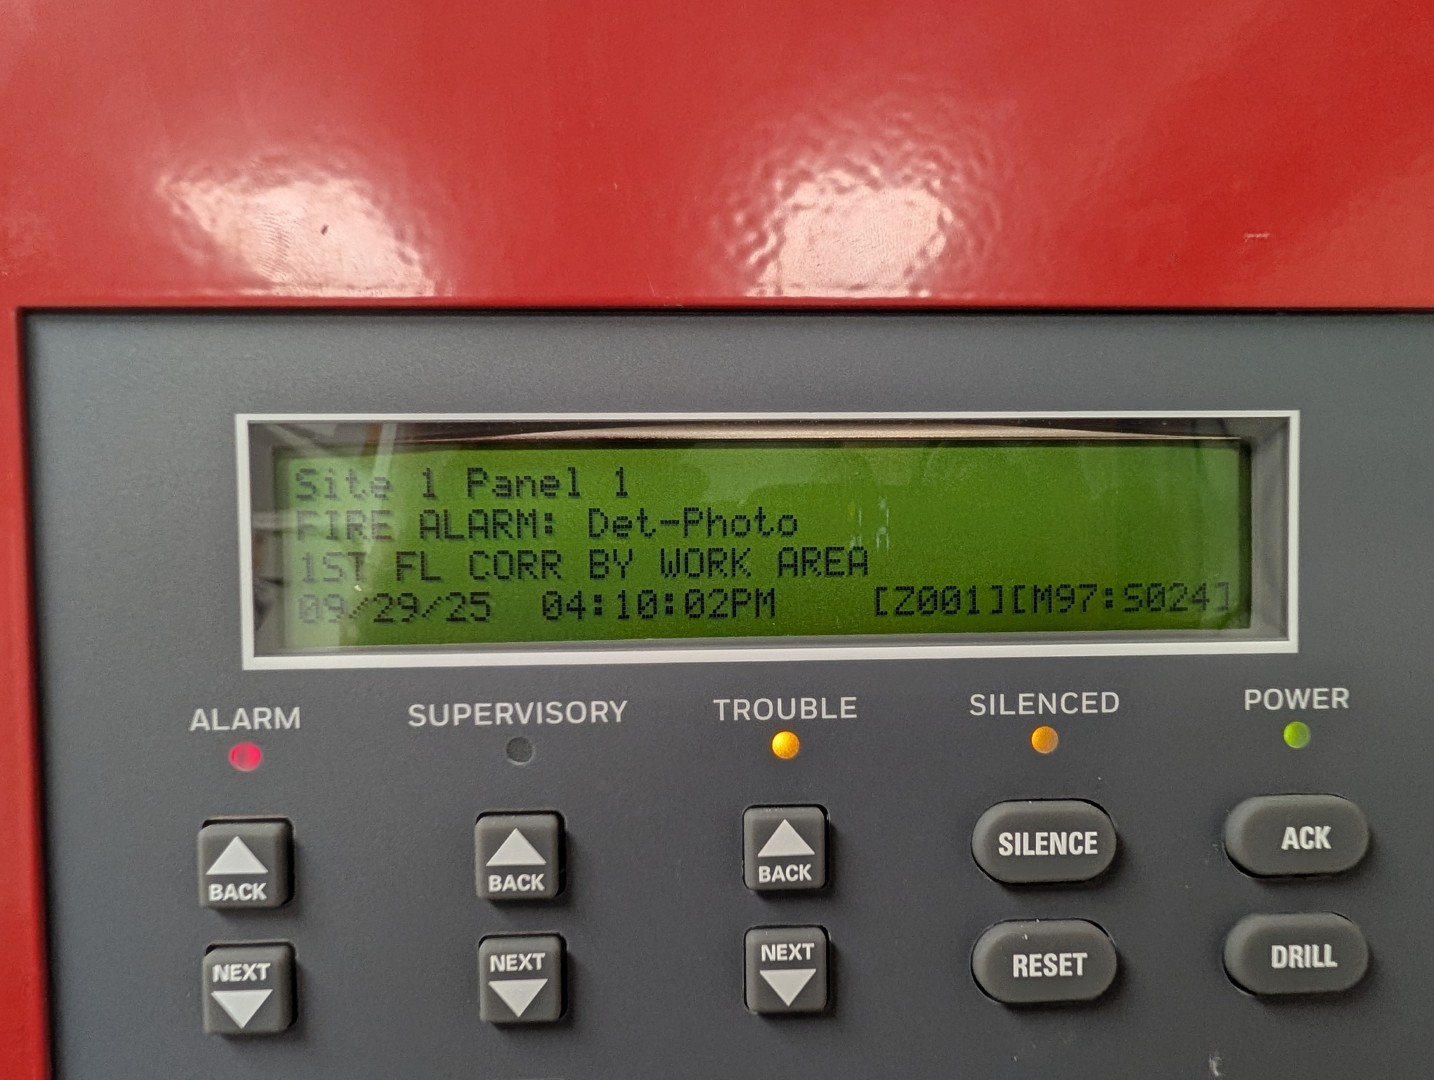 Site 1 Panel 1
FIRE ALARM: Det-Photo
1ST FL CORR BY WORK AREA
09/29/25 04:10:02PM [Z001][M97:S024]
ALARM SUPERVISORY TROUBLE SILENCED POWER
BACK BACK BACK SILENCE ACK
NEXT NEXT NEXT RESET DRILL